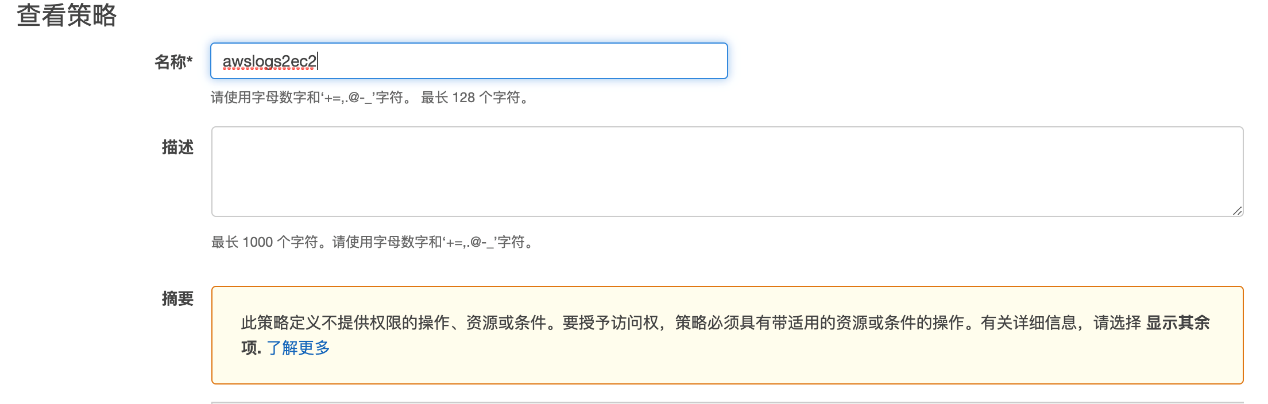 查看策略
名称*
awslogs2ec2
请使用字母数字和‘+=,.@-_’字符。 最长 128 个字符。
描述
最长 1000 个字符。请使用字母数字和‘+=,.@-_’字符。
摘要
此策略定义不提供权限的操作、资源或条件。要授予访问权，策略必须具有带适用的资源或条件的操作。有关详细信息，请选择 显示其余
项. 了解更多